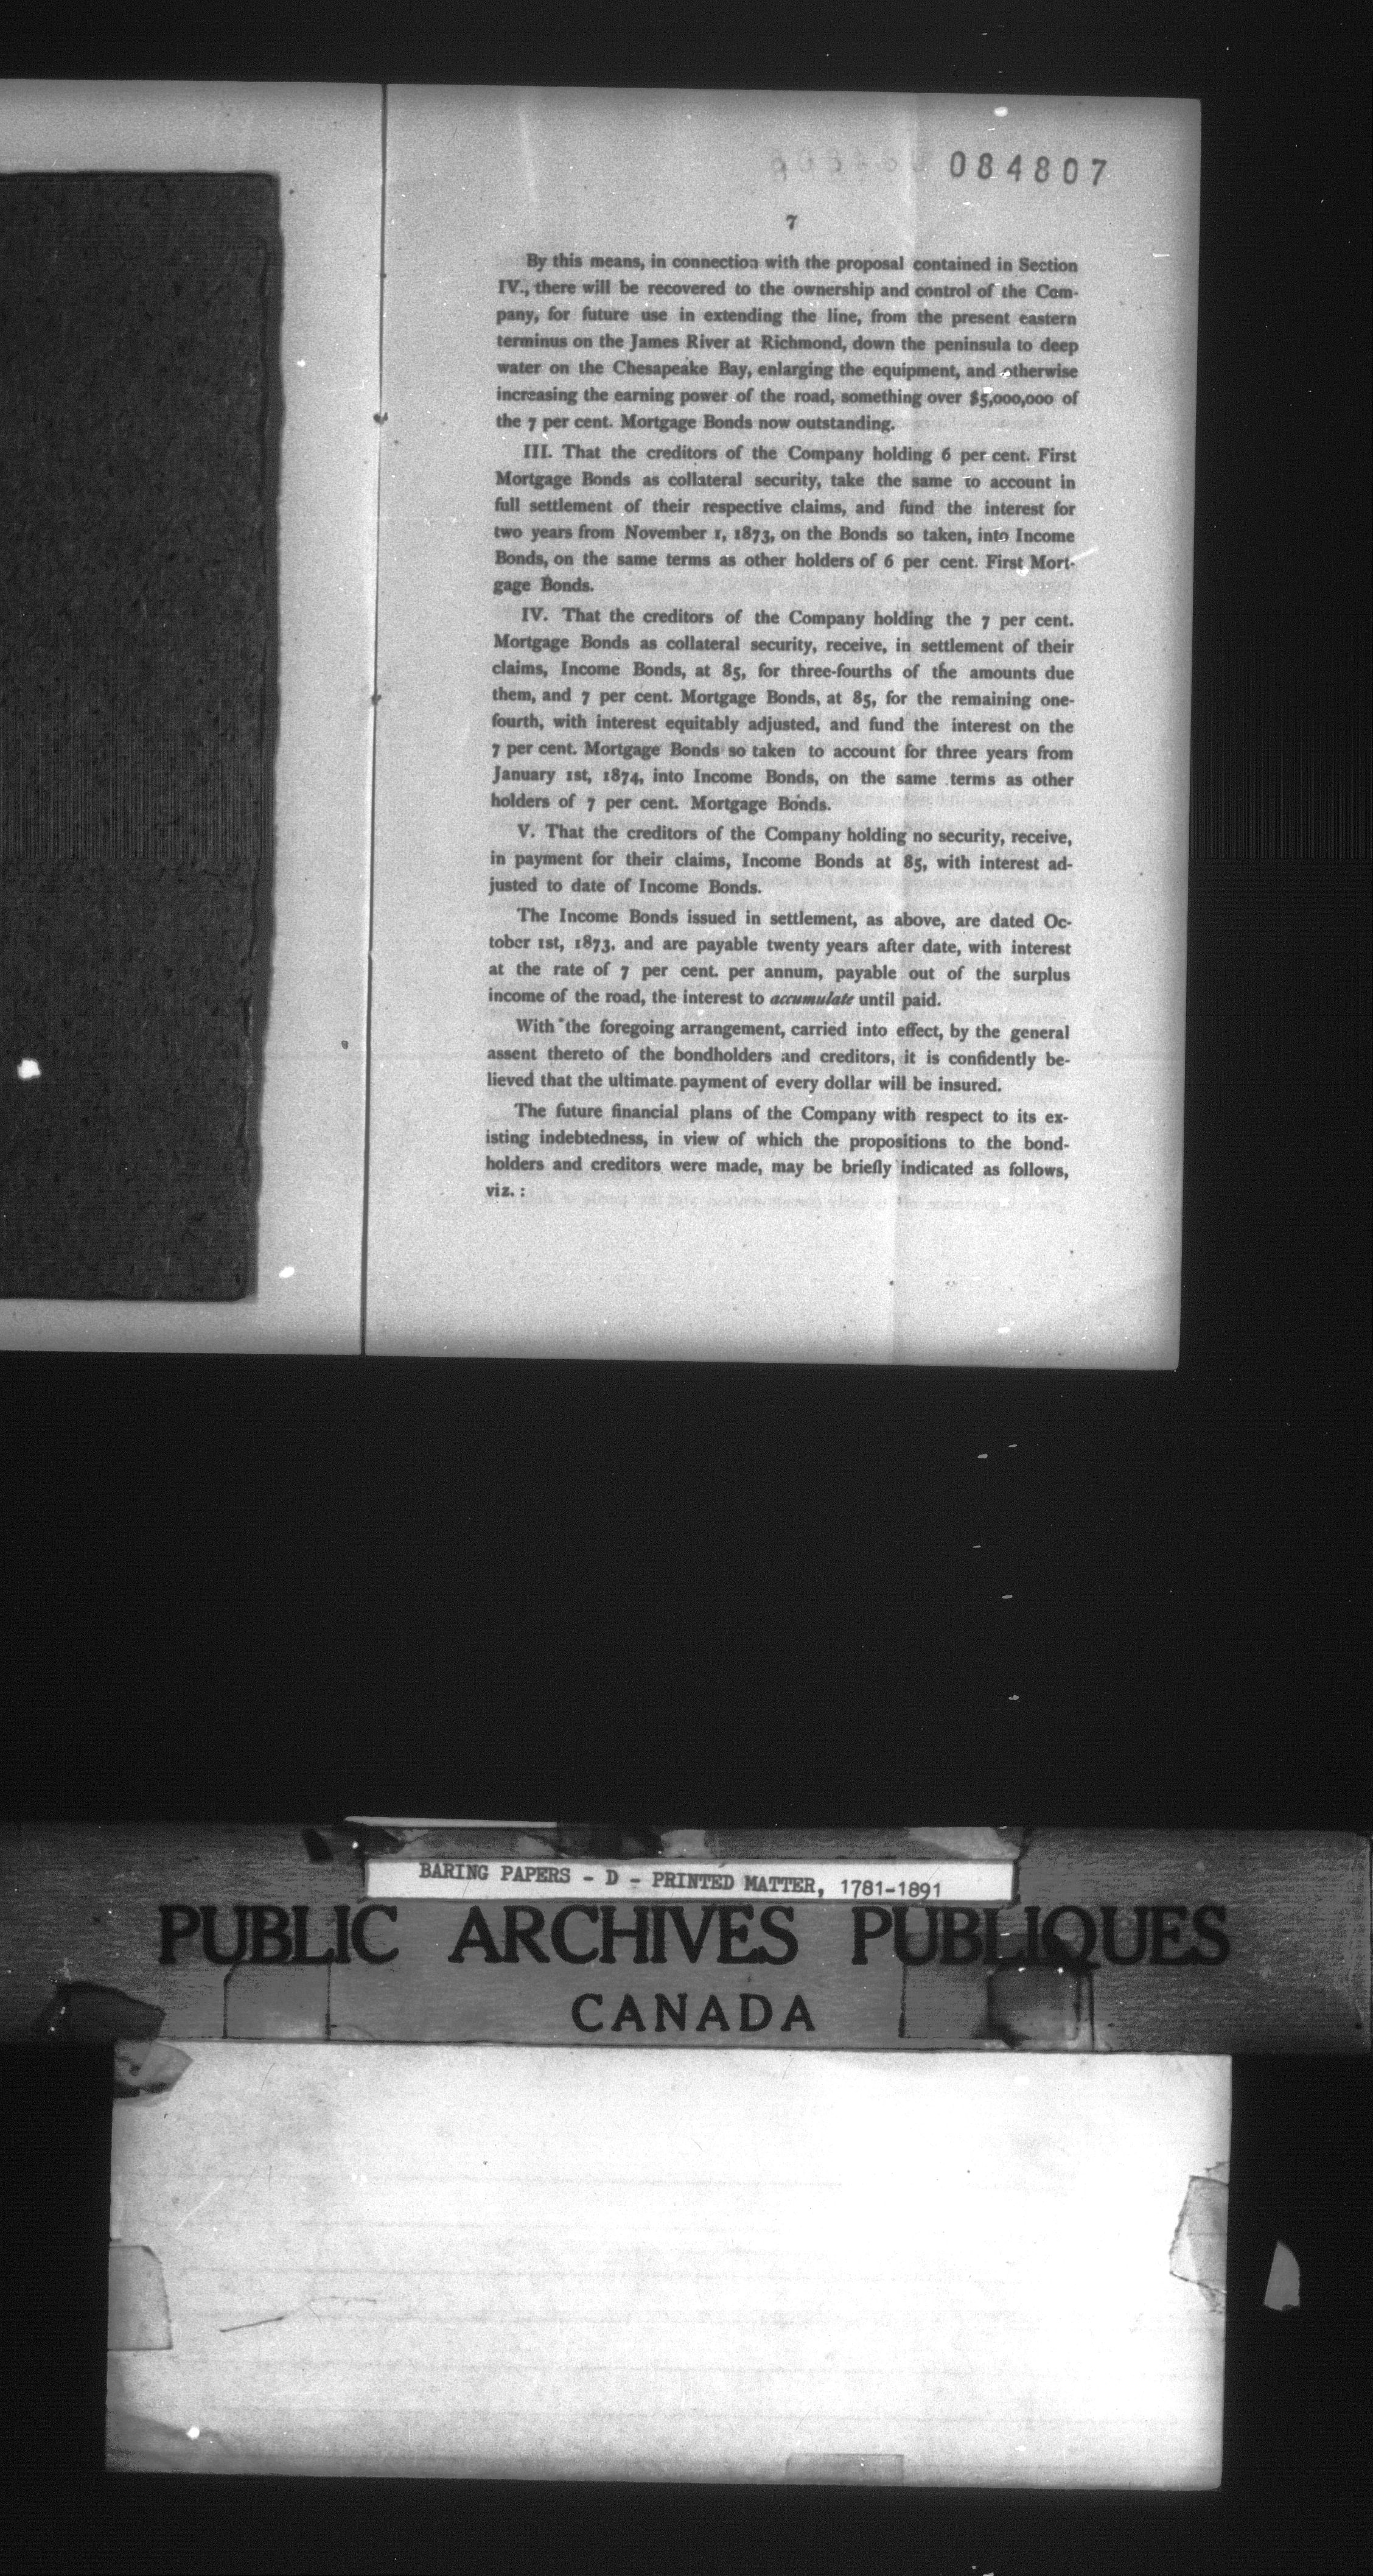 084807
7
By this means, in connection with the proposal contained in Section
IV., there will be recovered to the ownership and control of the Com-
pany, for future use in extending the line, from the present eastern
terminus on the James River at Richmond, down the peninsula to deep
water on the Chesapeake Bay, enlarging the equipment, and otherwise
increasing the earning power of the road, something over $5,000,000 of
the 7 per cent. Mortgage Bonds now outstanding.
III. That the creditors of the Company holding 6 per cent. First
Mortgage Bonds as collateral security, take the same to account in
full settlement of their respective claims, and fund the interest for
two years from November 1, 1873, on the Bonds so taken, into Income
Bonds, on the same terms as other holders of 6 per cent. First Mort-
gage Bonds.
IV. That the creditors of the Company holding the 7 per cent.
Mortgage Bonds as collateral security, receive, in settlement of their
claims, Income Bonds, at 85, for three-fourths of the amounts due
them, and 7 per cent. Mortgage Bonds, at 85, for the remaining one-
fourth, with interest equitably adjusted, and fund the interest on the
7 per cent. Mortgage Bonds so taken to account for three years from
January 1st, 1874, into Income Bonds, on the same terms as other
holders of 7 per cent. Mortgage Bonds.
V. That the creditors of the Company holding no security, receive,
in payment for their claims, Income Bonds at 85, with interest ad-
justed to date of Income Bonds.
The Income Bonds issued in settlement, as above, are dated Oc-
tober 1st, 1873, and are payable twenty years after date, with interest
at the rate of 7 per cent. per annum, payable out of the surplus
income of the road, the interest to accumulate until paid.
With the foregoing arrangement, carried into effect, by the general
assent thereto of the bondholders and creditors, it is confidently be-
lieved that the ultimate payment of every dollar will be insured.
The future financial plans of the Company with respect to its ex-
isting indebtedness, in view of which the propositions to the bond-
holders and creditors were made, may be briefly indicated as follows,
viz. :
BARING PAPERS - D - PRINTED MATTER, 1781-1891
PUBLIC ARCHIVES PUBLIQUES
CANADA